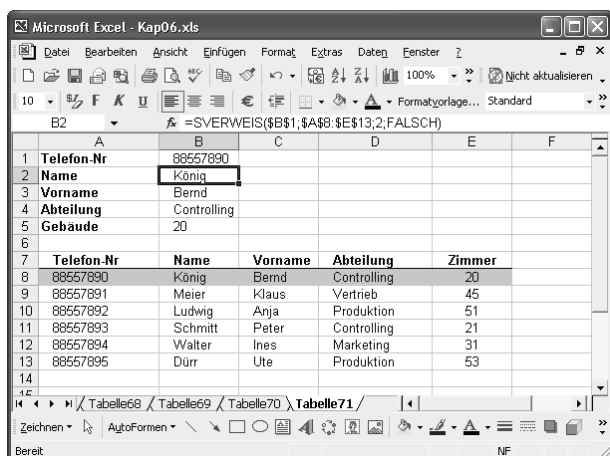 Microsoft Excel - Kap06.xls
Datei Bearbeiten Ansicht Einfügen Format Extras Daten Fenster ?
100% Nicht aktualisieren
10 F K U € A Formatvorlage... Standard
B2 fx =SVERWEIS($B$1;$A$8:$E$13;2;FALSCH)
A B C D E F
1 Telefon-Nr 88557890
2 Name König
3 Vorname Bernd
4 Abteilung Controlling
5 Gebäude 20
6
7 Telefon-Nr Name Vorname Abteilung Zimmer
8 88557890 König Bernd Controlling 20
9 88557891 Meier Klaus Vertrieb 45
10 88557892 Ludwig Anja Produktion 51
11 88557893 Schmitt Peter Controlling 21
12 88557894 Walter Ines Marketing 31
13 88557895 Dürr Ute Produktion 53
14
15
Tabelle68 Tabelle69 Tabelle70 Tabelle71
Zeichnen AutoFormen A A
Bereit NF